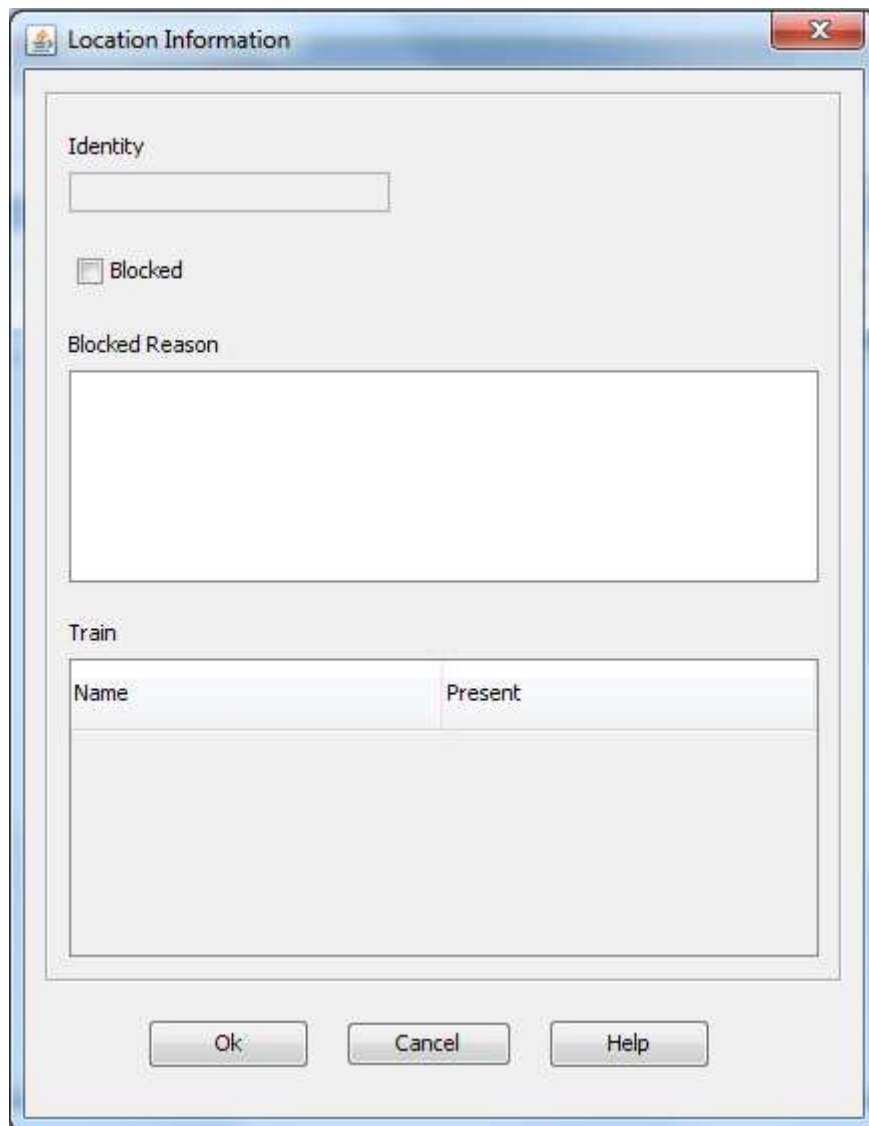 Location Information
Identity
Blocked
Blocked Reason
Train
Name Present
Ok Cancel Help